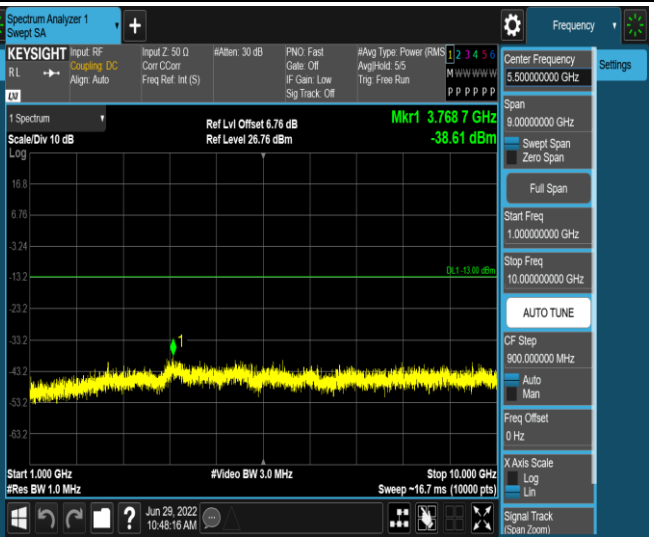 Spectrum Analyzer 1
Swept SA
Frequency
KEYSIGHT
RL
LXI
Input: RF
Coupling: DC
Align: Auto
Input Z: 50 Ω
Corr CCorr
Freq Ref: Int (S)
#Atten: 30 dB
PNO: Fast
Gate: Off
IF Gain: Low
Sig Track: Off
#Avg Type: Power (RMS
Avg|Hold: 5/5
Trig: Free Run
1 2 3 4 5 6
M W W W W W
P P P P P P
1 Spectrum
Scale/Div 10 dB
Log
Ref Lvl Offset 6.76 dB
Ref Level 26.76 dBm
Mkr1 3.768 7 GHz
-38.61 dBm
16.8
6.76
-3.24
-13.2
DL1 -13.00 dBm
-23.2
-33.2
1
-43.2
-53.2
-63.2
Start 1.000 GHz
#Res BW 1.0 MHz
#Video BW 3.0 MHz
Stop 10.000 GHz
Sweep ~16.7 ms (10000 pts)
Jun 29, 2022
10:48:16 AM
Center Frequency
5.500000000 GHz
Settings
Span
9.00000000 GHz
Swept Span
Zero Span
Full Span
Start Freq
1.000000000 GHz
Stop Freq
10.000000000 GHz
AUTO TUNE
CF Step
900.000000 MHz
Auto
Man
Freq Offset
0 Hz
X Axis Scale
Log
Lin
Signal Track
(Span Zoom)